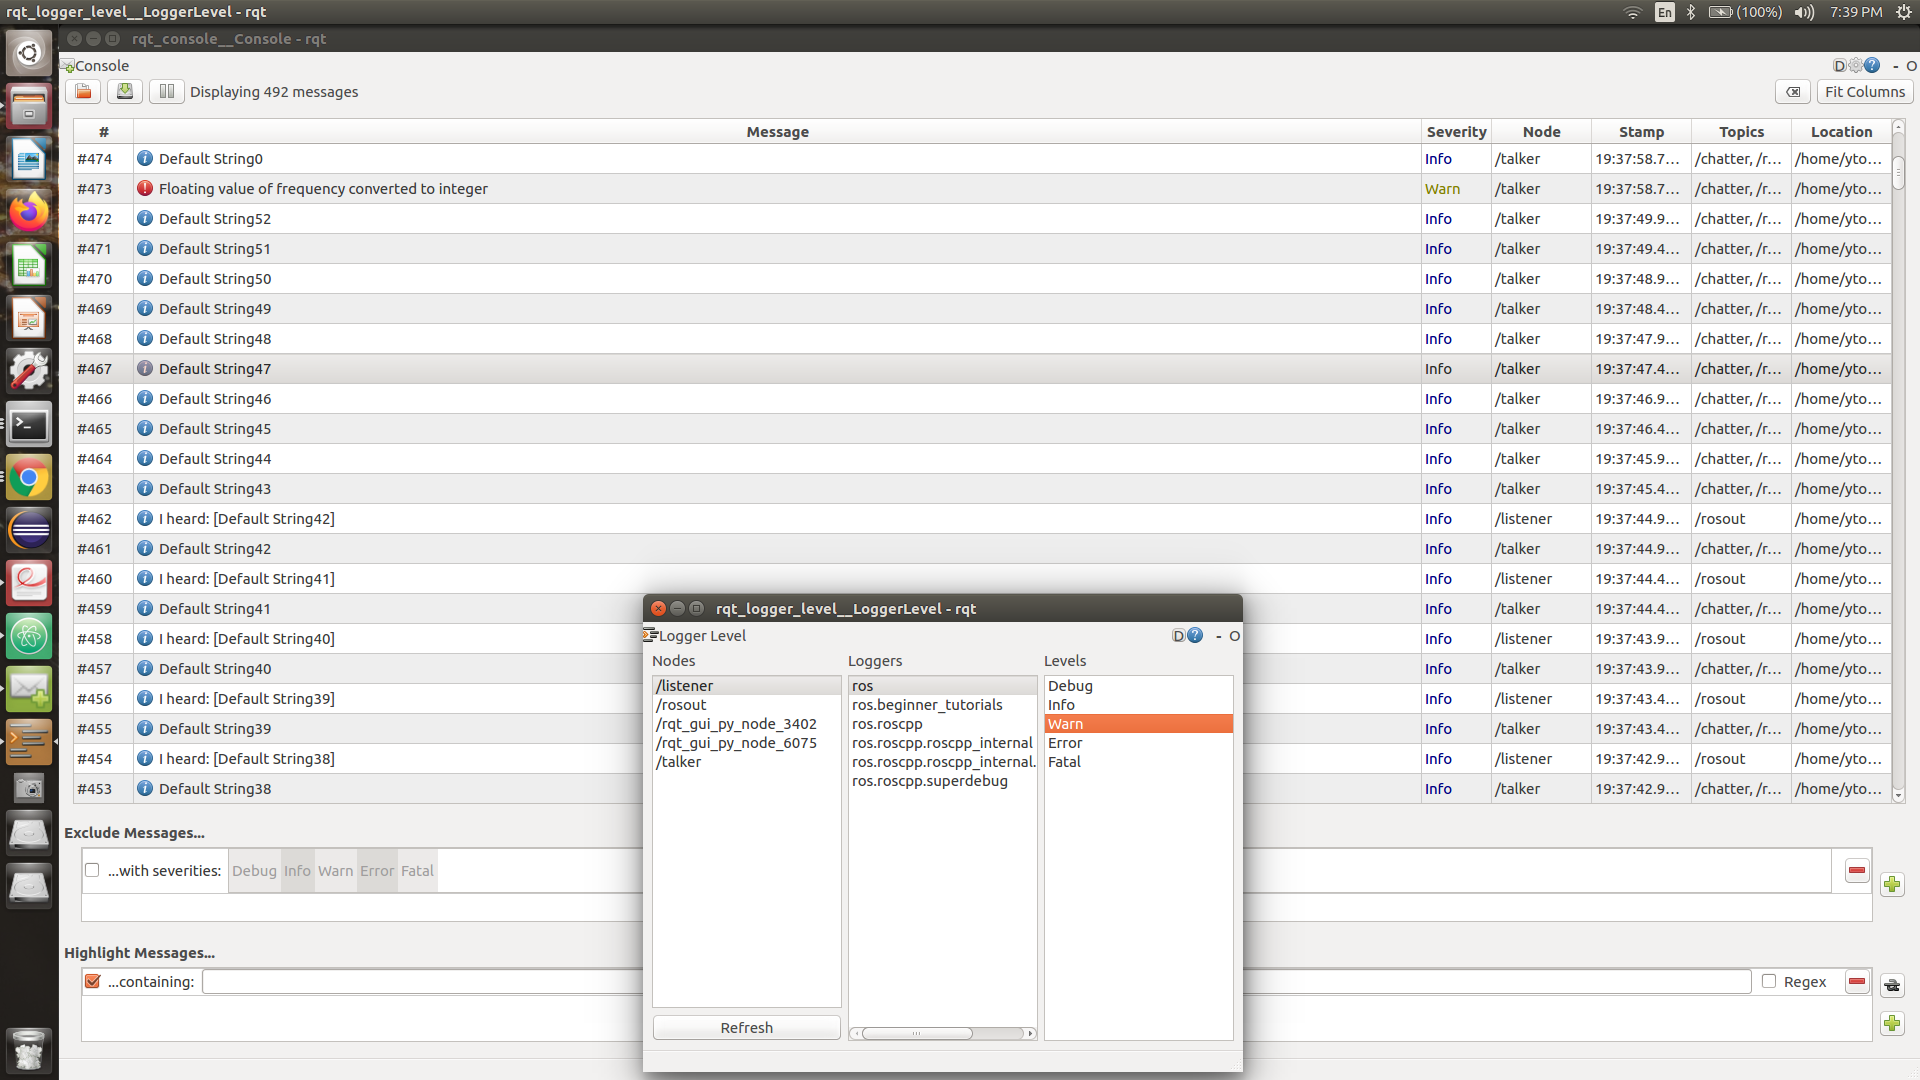 rqt_logger_level__LoggerLevel - rqt
En (100%) 7:39 PM
rqt_console__Console - rqt
Console D - O
Displaying 492 messages Fit Columns
# Message Severity Node Stamp Topics Location
#474 Default String0 Info /talker 19:37:58.7... /chatter, /r... /home/yto...
#473 Floating value of frequency converted to integer Warn /talker 19:37:58.7... /chatter, /r... /home/yto...
#472 Default String52 Info /talker 19:37:49.9... /chatter, /r... /home/yto...
#471 Default String51 Info /talker 19:37:49.4... /chatter, /r... /home/yto...
#470 Default String50 Info /talker 19:37:48.9... /chatter, /r... /home/yto...
#469 Default String49 Info /talker 19:37:48.4... /chatter, /r... /home/yto...
#468 Default String48 Info /talker 19:37:47.9... /chatter, /r... /home/yto...
#467 Default String47 Info /talker 19:37:47.4... /chatter, /r... /home/yto...
#466 Default String46 Info /talker 19:37:46.9... /chatter, /r... /home/yto...
#465 Default String45 Info /talker 19:37:46.4... /chatter, /r... /home/yto...
#464 Default String44 Info /talker 19:37:45.9... /chatter, /r... /home/yto...
#463 Default String43 Info /talker 19:37:45.4... /chatter, /r... /home/yto...
#462 I heard: [Default String42] Info /listener 19:37:44.9... /rosout /home/yto...
#461 Default String42 Info /talker 19:37:44.9... /chatter, /r... /home/yto...
#460 I heard: [Default String41] Info /listener 19:37:44.4... /rosout /home/yto...
#459 Default String41 Info /talker 19:37:44.4... /chatter, /r... /home/yto...
#458 I heard: [Default String40] Info /listener 19:37:43.9... /rosout /home/yto...
#457 Default String40 Info /talker 19:37:43.9... /chatter, /r... /home/yto...
#456 I heard: [Default String39] Info /listener 19:37:43.4... /rosout /home/yto...
#455 Default String39 Info /talker 19:37:43.4... /chatter, /r... /home/yto...
#454 I heard: [Default String38] Info /listener 19:37:42.9... /rosout /home/yto...
#453 Default String38 Info /talker 19:37:42.9... /chatter, /r... /home/yto...
Exclude Messages...
...with severities: Debug Info Warn Error Fatal
Highlight Messages...
...containing: Regex
rqt_logger_level__LoggerLevel - rqt
Logger Level D - O
Nodes Loggers Levels
/listener ros Debug
/rosout ros.beginner_tutorials Info
/rqt_gui_py_node_3402 ros.roscpp Warn
/rqt_gui_py_node_6075 ros.roscpp.roscpp_internal Error
/talker ros.roscpp.roscpp_internal. Fatal
ros.roscpp.superdebug
Refresh